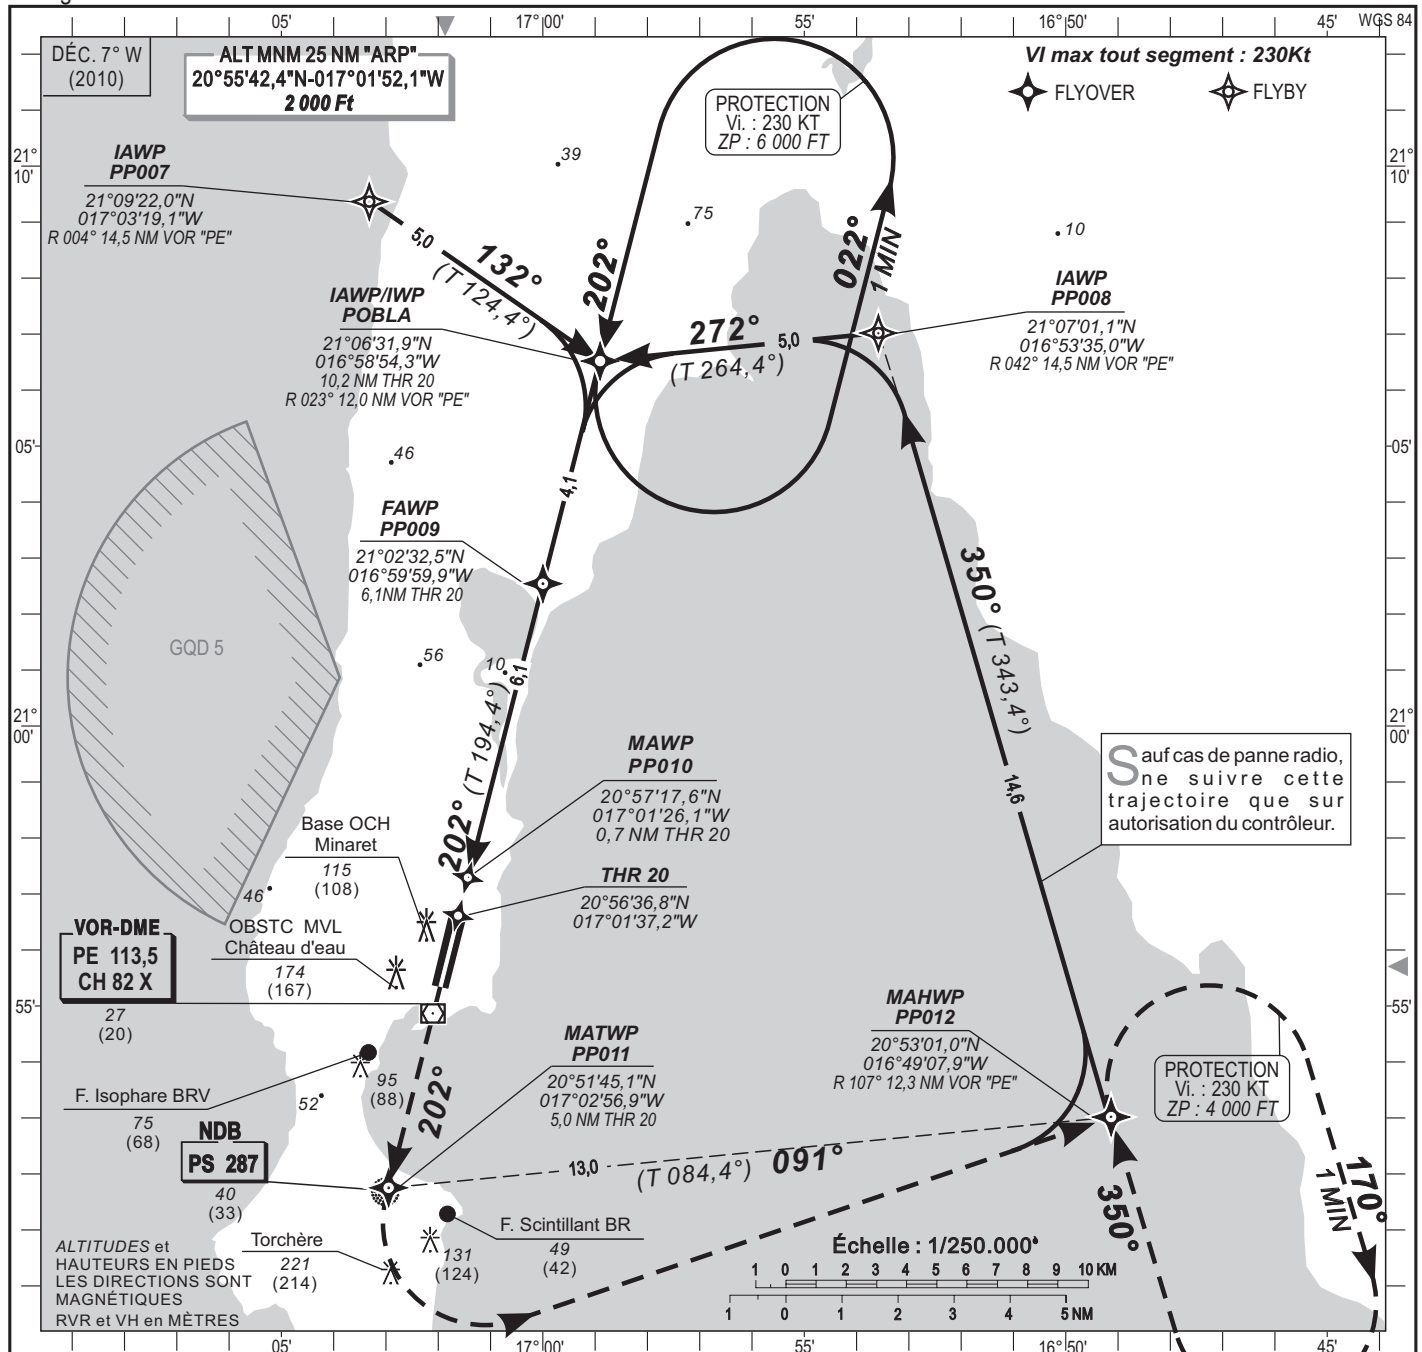 05'
17°00'
55'
16°50'
45'
WGS 84
DÉC. 7° W
(2010)
ALT MNM 25 NM "ARP"
20°55'42,4"N-017°01'52,1"W
2 000 Ft
VI max tout segment : 230Kt
FLYOVER
FLYBY
PROTECTION
Vi. : 230 KT
ZP : 6 000 FT
21°
10'
21°
10'
IAWP
PP007
21°09'22,0"N
017°03'19,1"W
R 004° 14,5 NM VOR "PE"
39
75
10
5,0
132°
(T 124,4°)
202°
022°
1 MIN
IAWP
PP008
21°07'01,1"N
016°53'35,0"W
R 042° 14,5 NM VOR "PE"
IAWP/IWP
POBLA
21°06'31,9"N
016°58'54,3"W
10,2 NM THR 20
R 023° 12,0 NM VOR "PE"
272°
5,0
(T 264,4°)
05'
05'
46
4,1
FAWP
PP009
21°02'32,5"N
016°59'59,9"W
6,1NM THR 20
350°
(T 343,4°)
14,6
GQD 5
56
10
6,1
202°
(T 194,4°)
21°
00'
21°
00'
MAWP
PP010
20°57'17,6"N
017°01'26,1"W
0,7 NM THR 20
Sauf cas de panne radio,
ne suivre cette
trajectoire que sur
autorisation du contrôleur.
Base OCH
Minaret
115
(108)
THR 20
20°56'36,8"N
017°01'37,2"W
46
OBSTC MVL
Château d'eau
174
(167)
VOR-DME
PE 113,5
CH 82 X
27
(20)
55'
55'
MAHWP
PP012
20°53'01,0"N
016°49'07,9"W
R 107° 12,3 NM VOR "PE"
MATWP
PP011
20°51'45,1"N
017°02'56,9"W
5,0 NM THR 20
PROTECTION
Vi. : 230 KT
ZP : 4 000 FT
F. Isophare BRV
75
(68)
95
(88)
52
202°
NDB
PS 287
40
(33)
13,0
(T 084,4°)
091°
350°
170°
1 MIN
F. Scintillant BR
49
(42)
Torchère
221
(214)
131
(124)
ALTITUDES et
HAUTEURS EN PIEDS
LES DIRECTIONS SONT
MAGNÉTIQUES
RVR et VH en MÈTRES
Échelle : 1/250.000
1 0 1 2 3 4 5 6 7 8 9 10 KM
1 0 1 2 3 4 5 NM
05'
17°00'
55'
16°50'
45'